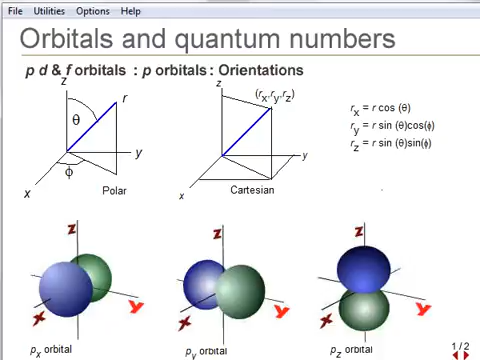 File Utilities Options Help
Orbitals and quantum numbers
p d & f orbitals : p orbitals : Orientations
z
r
θ
y
ϕ
x
Polar
z
(rx,ry,rz)
y
x
Cartesian
rx = r cos (θ)
ry = r sin (θ)cos(ϕ)
rz = r sin (θ)sin(ϕ)
Z
Y
X
px orbital
Z
Y
X
py orbital
Z
Y
X
pz orbital
1 / 2